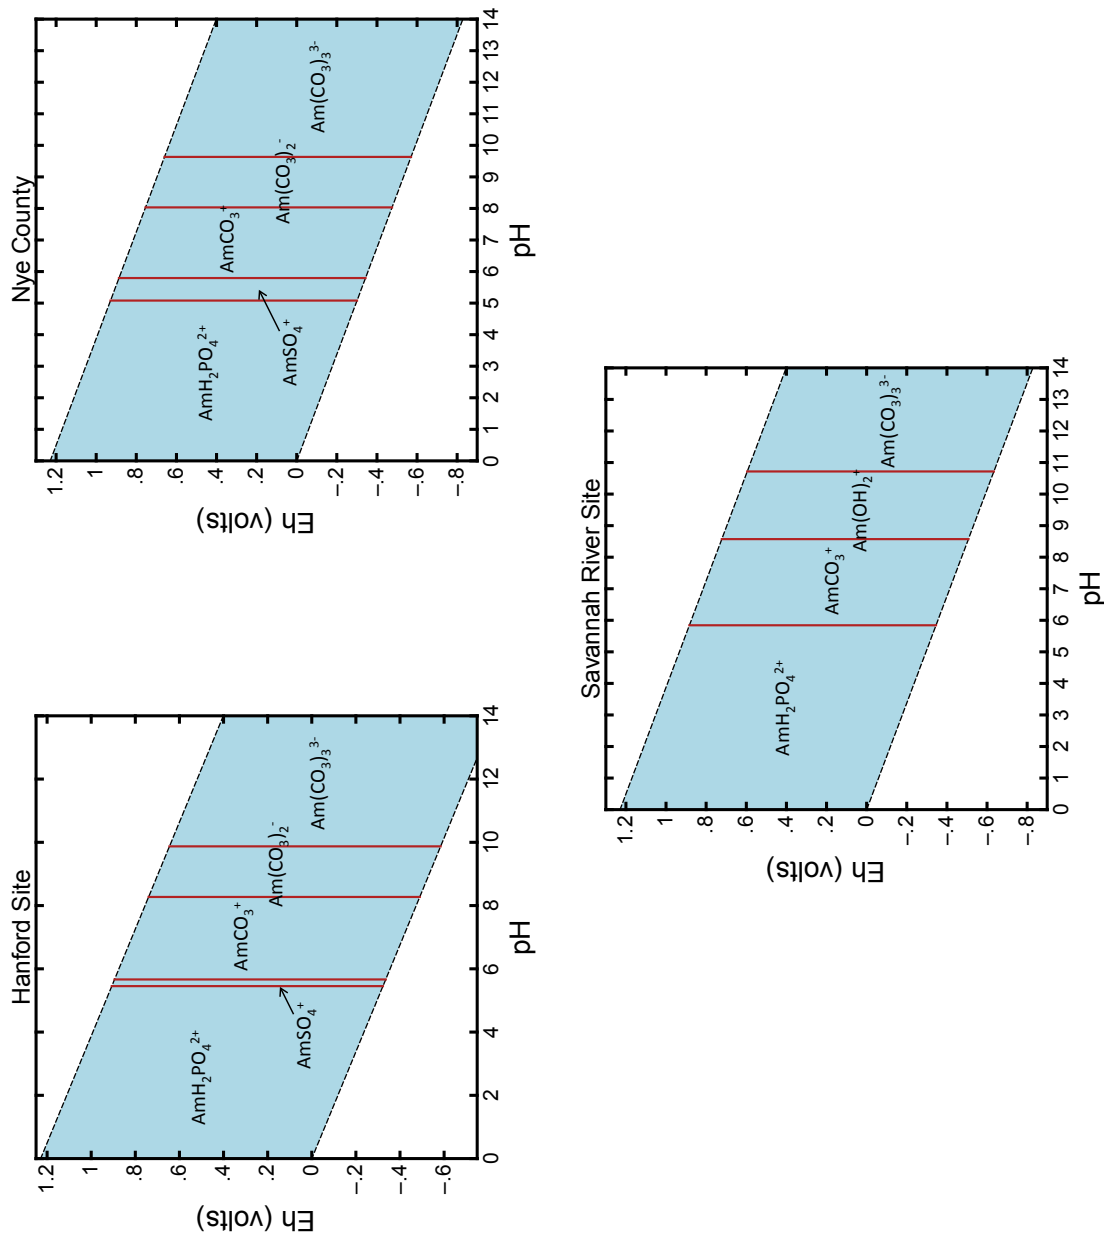 Hanford Site
Eh (volts)
1.2
1
.8
.6
.4
.2
0
–.2
–.4
–.6
AmH₂PO₄²⁺
AmSO₄⁺
AmCO₃⁺
Am(CO₃)₂⁻
Am(CO₃)₃³⁻
0 2 4 6 8 10 12 14
pH
Nye County
Eh (volts)
1.2
1
.8
.6
.4
.2
0
–.2
–.4
–.6
–.8
AmH₂PO₄²⁺
AmSO₄⁺
AmCO₃⁺
Am(CO₃)₂⁻
Am(CO₃)₃³⁻
0 1 2 3 4 5 6 7 8 9 10 11 12 13 14
pH
Savannah River Site
Eh (volts)
1.2
1
.8
.6
.4
.2
0
–.2
–.4
–.6
–.8
AmH₂PO₄²⁺
AmCO₃⁺
Am(OH)₂⁺
Am(CO₃)₃³⁻
0 1 2 3 4 5 6 7 8 9 10 11 12 13 14
pH